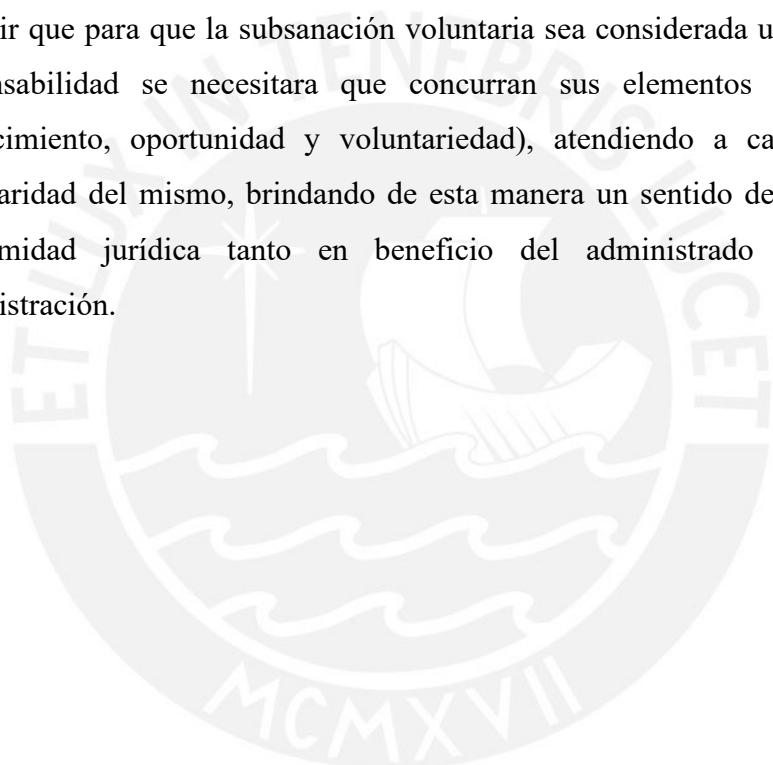 ir que para que la subsanación voluntaria sea considerada u
nsabilidad se necesitara que concurran sus elementos
cimiento, oportunidad y voluntariedad), atendiendo a ca
aridad del mismo, brindando de esta manera un sentido de
midad jurídica tanto en beneficio del administrado
istración.
ET LUX IN TENEBRIS LUCET
MCMXVII